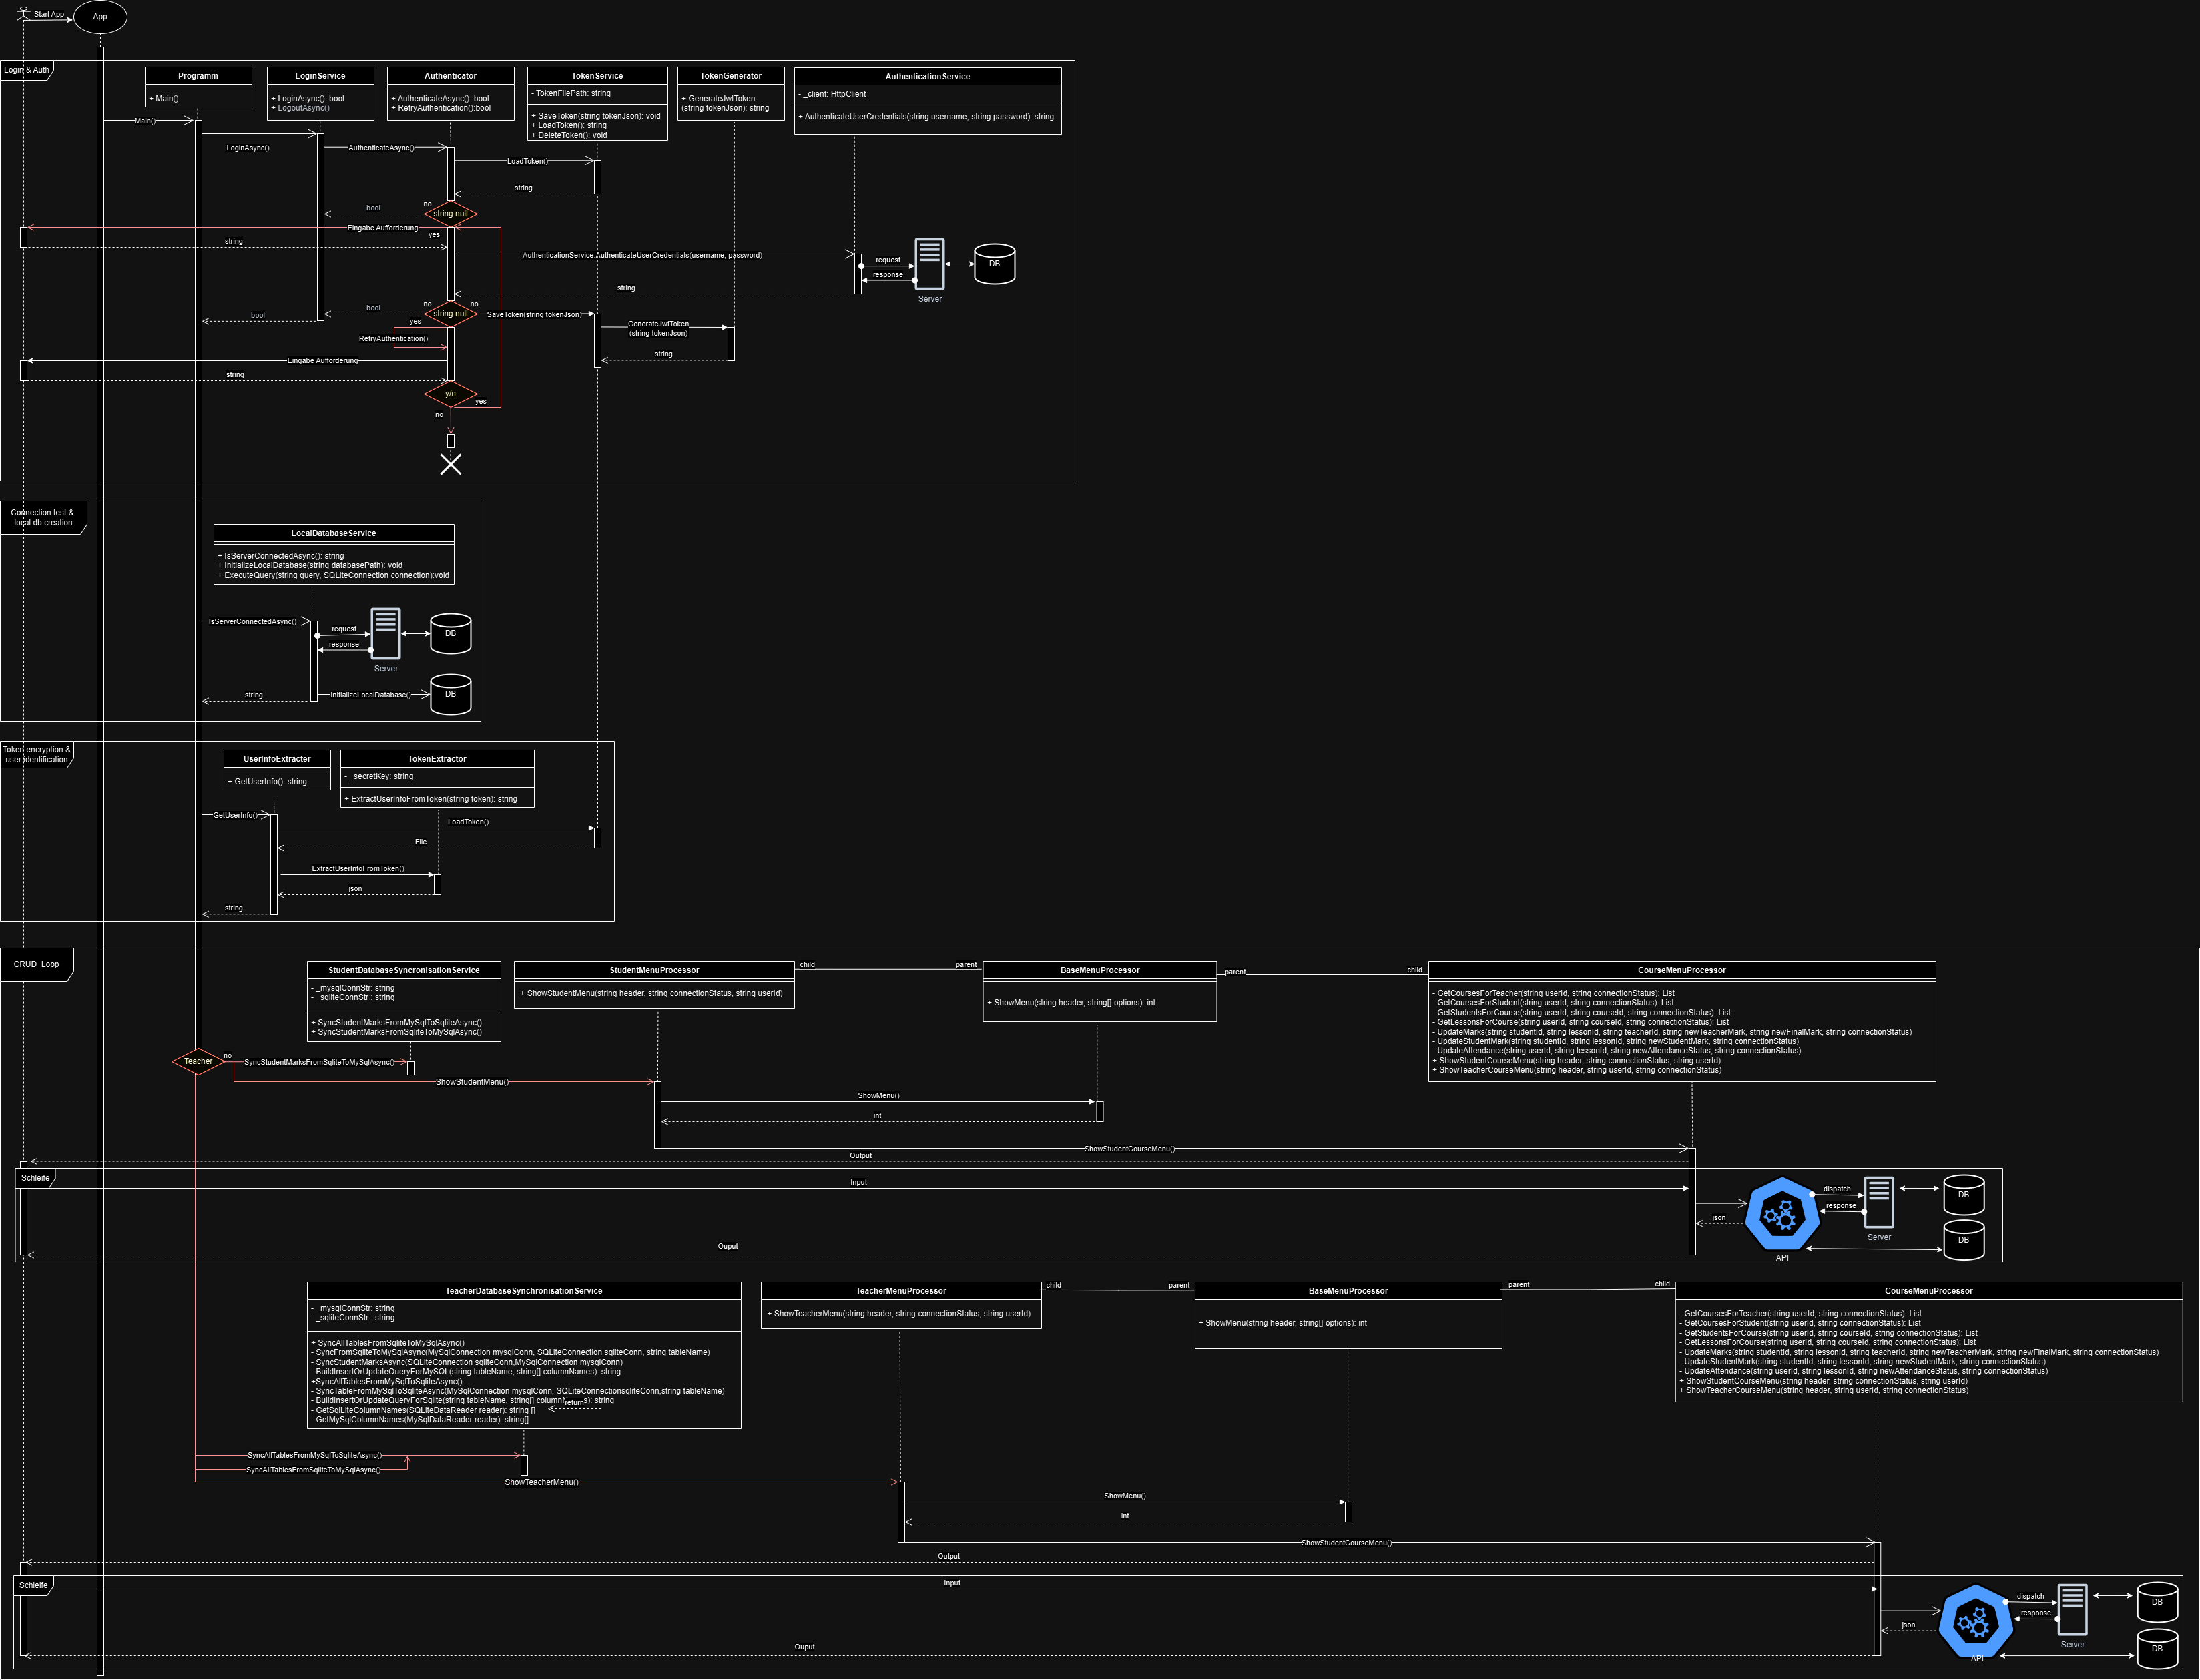 Start App
App
Login & Auth
Programm
+ Main()
LoginService
+ LoginAsync(): bool
+ LogoutAsync()
Authenticator
+ AuthenticateAsync(): bool
+ RetryAuthentication():bool
TokenService
- TokenFilePath: string
+ SaveToken(string tokenJson): void
+ LoadToken(): string
+ DeleteToken(): void
TokenGenerator
+ GenerateJwtToken
(string tokenJson): string
AuthenticationService
- _client: HttpClient
+ AuthenticateUserCredentials(string username, string password): string
Main()
LoginAsync()
AuthenticateAsync()
LoadToken()
string
no
bool
string null
Eingabe Aufforderung
yes
string
AuthenticationService.AuthenticateUserCredentials(username, password)
request
response
Server
DB
string
no
no
bool
string null
bool
SaveToken(string tokenJson)
yes
GenerateJwtToken
(string tokenJson)
RetryAuthentication()
string
Eingabe Aufforderung
string
y/n
yes
no
Connection test &
local db creation
LocalDatabaseService
+ IsServerConnectedAsync(): string
+ InitializeLocalDatabase(string databasePath): void
+ ExecuteQuery(string query, SQLiteConnection connection):void
IsServerConnectedAsync()
request
response
Server
DB
string
InitializeLocalDatabase()
DB
Token encryption &
user identification
UserInfoExtracter
+ GetUserInfo(): string
TokenExtractor
- _secretKey: string
+ ExtractUserInfoFromToken(string token): string
GetUserInfo()
LoadToken()
File
ExtractUserInfoFromToken()
json
string
CRUD Loop
StudentDatabaseSyncronisationService
- _mysqlConnStr: string
- _sqliteConnStr : string
+ SyncStudentMarksFromMySqlToSqliteAsync()
+ SyncStudentMarksFromSqliteToMySqlAsync()
StudentMenuProcessor
+ ShowStudentMenu(string header, string connectionStatus, string userId)
child
parent
BaseMenuProcessor
+ ShowMenu(string header, string[] options): int
parent
child
CourseMenuProcessor
- GetCoursesForTeacher(string userId, string connectionStatus): List
- GetCoursesForStudent(string userId, string connectionStatus): List
- GetStudentsForCourse(string userId, string courseId, string connectionStatus): List
- GetLessonsForCourse(string userId, string courseId, string connectionStatus): List
- UpdateMarks(string studentId, string lessonId, string teacherId, string newTeacherMark, string newFinalMark, string connectionStatus)
- UpdateStudentMark(string studentId, string lessonId, string newStudentMark, string connectionStatus)
- UpdateAttendance(string userId, string lessonId, string newAttendanceStatus, string connectionStatus)
+ ShowStudentCourseMenu(string header, string connectionStatus, string userId)
+ ShowTeacherCourseMenu(string header, string userId, string connectionStatus)
Teacher
no
SyncStudentMarksFromSqliteToMySqlAsync()
ShowStudentMenu()
ShowMenu()
int
ShowStudentCourseMenu()
Output
Schleife
Input
dispatch
response
Server
DB
json
DB
API
Ouput
TeacherDatabaseSynchronisationService
- _mysqlConnStr: string
- _sqliteConnStr : string
+ SyncAllTablesFromSqliteToMySqlAsync()
- SyncFromSqliteToMySqlAsync(MySqlConnection mysqlConn, SQLiteConnection sqliteConn, string tableName)
- SyncStudentMarksAsync(SQLiteConnection sqliteConn,MySqlConnection mysqlConn)
- BuildInsertOrUpdateQueryForMySQL(string tableName, string[] columnNames): string
+SyncAllTablesFromMySqlToSqliteAsync()
- SyncTableFromMySqlToSqliteAsync(MySqlConnection mysqlConn, SQLiteConnectionsqliteConn,string tableName)
- BuildInsertOrUpdateQueryForSqlite(string tableName, string[] column s): string
return
- GetSqlLiteColumnNames(SQLiteDataReader reader): string []
- GetMySqlColumnNames(MySqlDataReader reader): string[]
TeacherMenuProcessor
+ ShowTeacherMenu(string header, string connectionStatus, string userId)
child
parent
BaseMenuProcessor
+ ShowMenu(string header, string[] options): int
parent
child
CourseMenuProcessor
- GetCoursesForTeacher(string userId, string connectionStatus): List
- GetCoursesForStudent(string userId, string connectionStatus): List
- GetStudentsForCourse(string userId, string courseId, string connectionStatus): List
- GetLessonsForCourse(string userId, string courseId, string connectionStatus): List
- UpdateMarks(string studentId, string lessonId, string teacherId, string newTeacherMark, string newFinalMark, string connectionStatus)
- UpdateStudentMark(string studentId, string lessonId, string newStudentMark, string connectionStatus)
- UpdateAttendance(string userId, string lessonId, string newAttendanceStatus, string connectionStatus)
+ ShowStudentCourseMenu(string header, string connectionStatus, string userId)
+ ShowTeacherCourseMenu(string header, string userId, string connectionStatus)
SyncAllTablesFromMySqlToSqliteAsync()
SyncAllTablesFromSqliteToMySqlAsync()
ShowTeacherMenu()
ShowMenu()
int
ShowStudentCourseMenu()
Output
Schleife
Input
dispatch
response
Server
DB
json
DB
API
Ouput